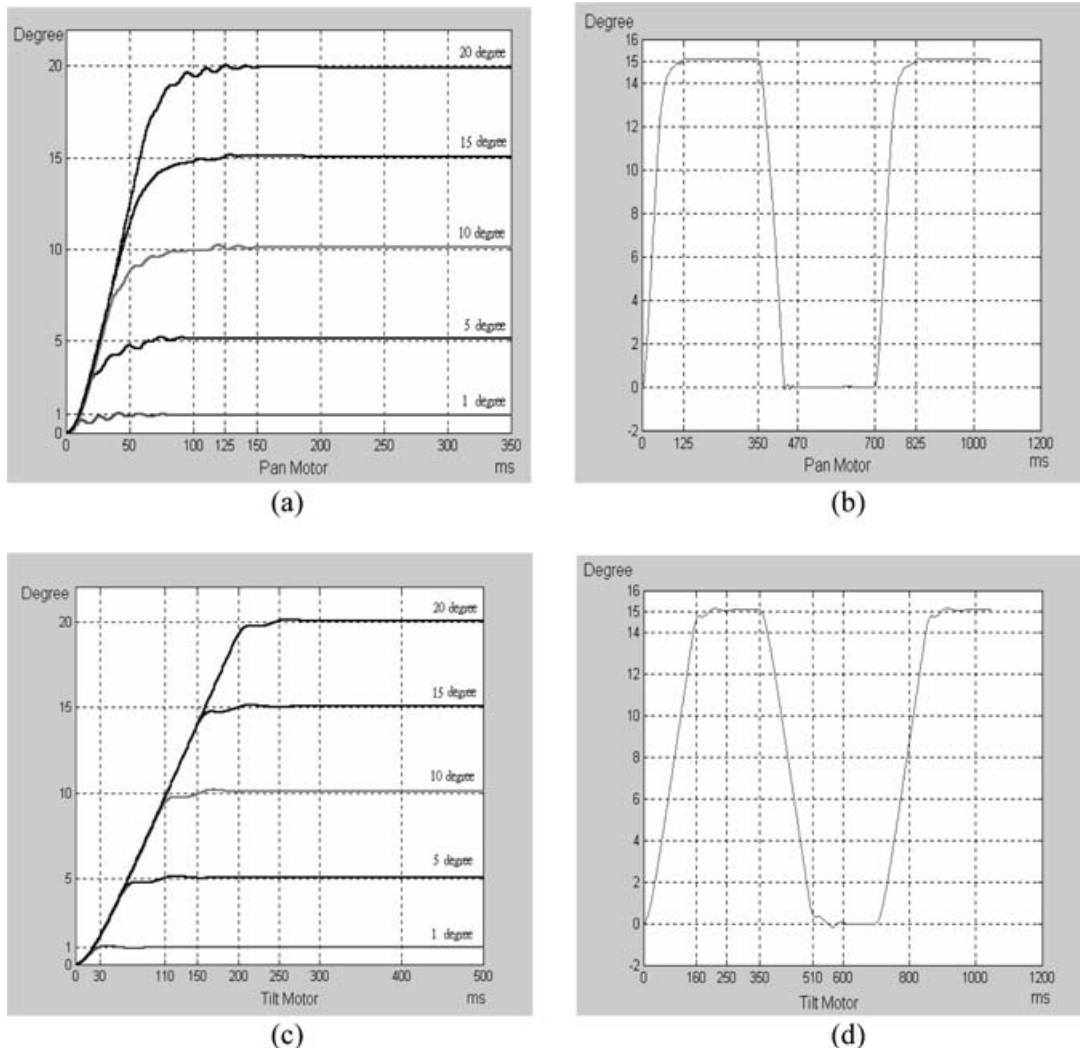 Degree
20
20 degree
15
15 degree
10
10 degree
5
5 degree
1
1 degree
0
0 50 100 125 150 200 250 300 350
Pan Motor
ms
(a)
Degree
16
15
14
12
10
8
6
4
2
0
-2
0 125 350 470 700 825 1000 1200
Pan Motor
ms
(b)
Degree
20
20 degree
15
15 degree
10
10 degree
5
5 degree
1
1 degree
0
0 30 110 150 200 250 300 400 500
Tilt Motor
ms
(c)
Degree
16
15
14
12
10
8
6
4
2
0
-2
0 160 250 350 510 600 800 1000 1200
Tilt Motor
ms
(d)